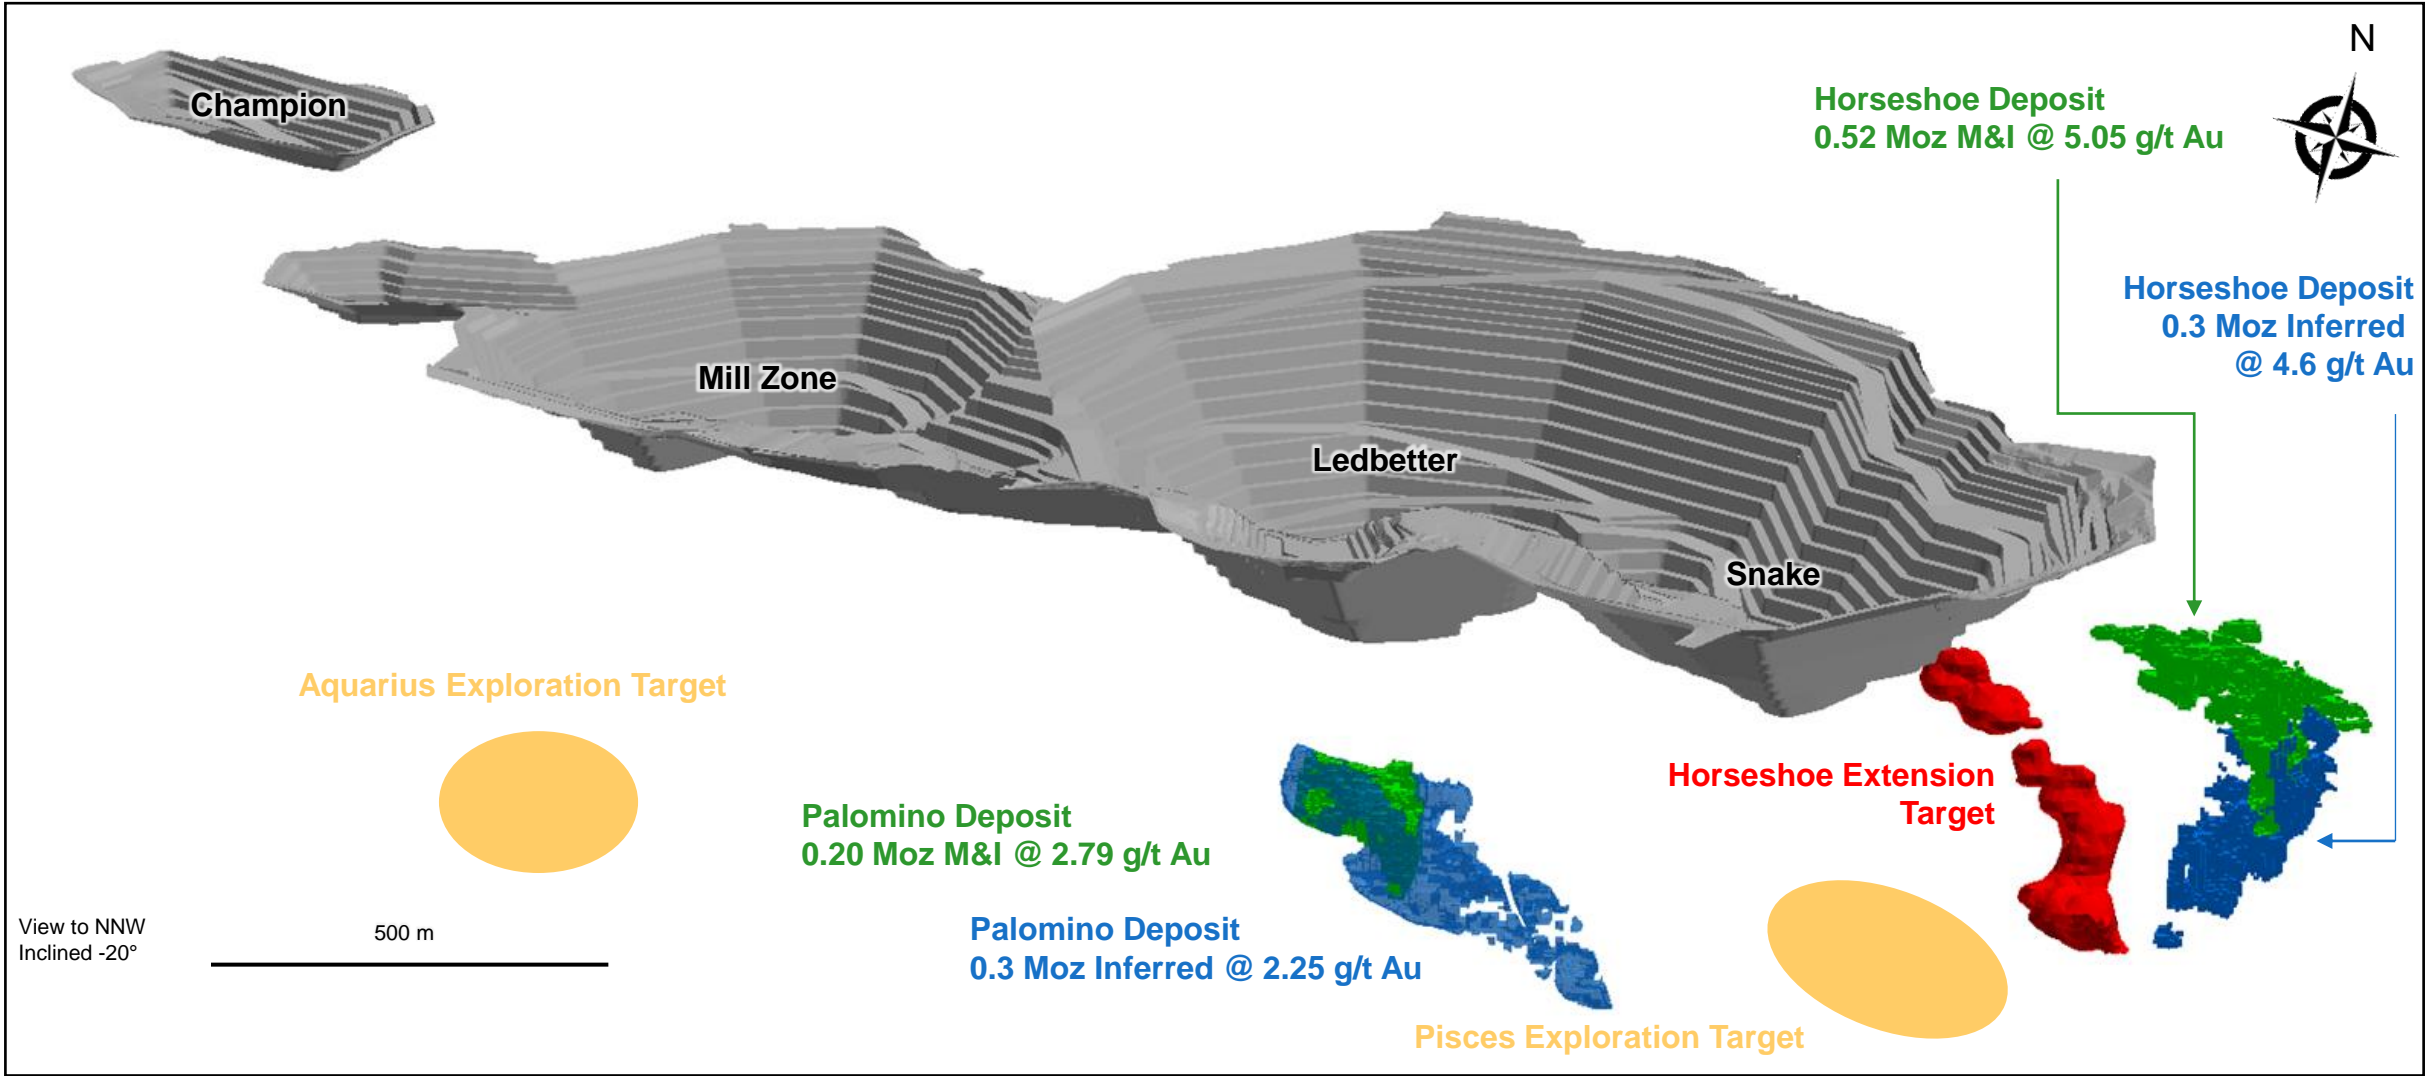 N
Champion
Horseshoe Deposit
0.52 Moz M&I @ 5.05 g/t Au
Horseshoe Deposit
0.3 Moz Inferred
@ 4.6 g/t Au
Mill Zone
Ledbetter
Snake
Aquarius Exploration Target
Horseshoe Extension
Target
Palomino Deposit
0.20 Moz M&I @ 2.79 g/t Au
Palomino Deposit
0.3 Moz Inferred @ 2.25 g/t Au
View to NNW
Inclined -20°
500 m
Pisces Exploration Target